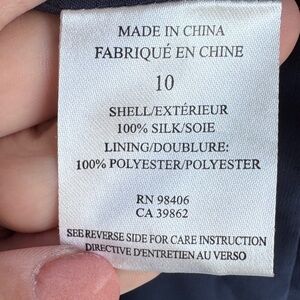 MADE IN CHINA
FABRIQUÉ EN CHINE
10
SHELL/EXTÉRIEUR
100% SILK/SOIE
LINING/DOUBLURE:
100% POLYESTER/POLYESTER
RN 98406
CA 39862
SEE REVERSE SIDE FOR CARE INSTRUCTION
DIRECTIVE D'ENTRETIEN AU VERSO